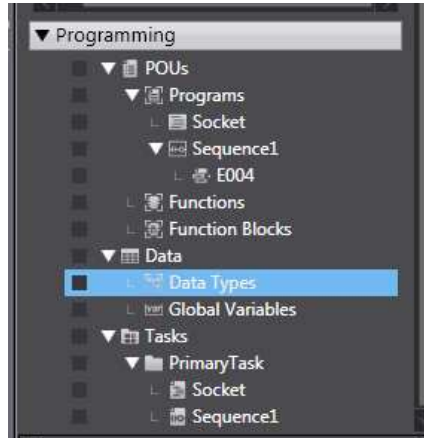 Programming
POUs
Programs
Socket
Sequence1
E004
Functions
Function Blocks
Data
Data Types
Global Variables
Tasks
PrimaryTask
Socket
Sequence1